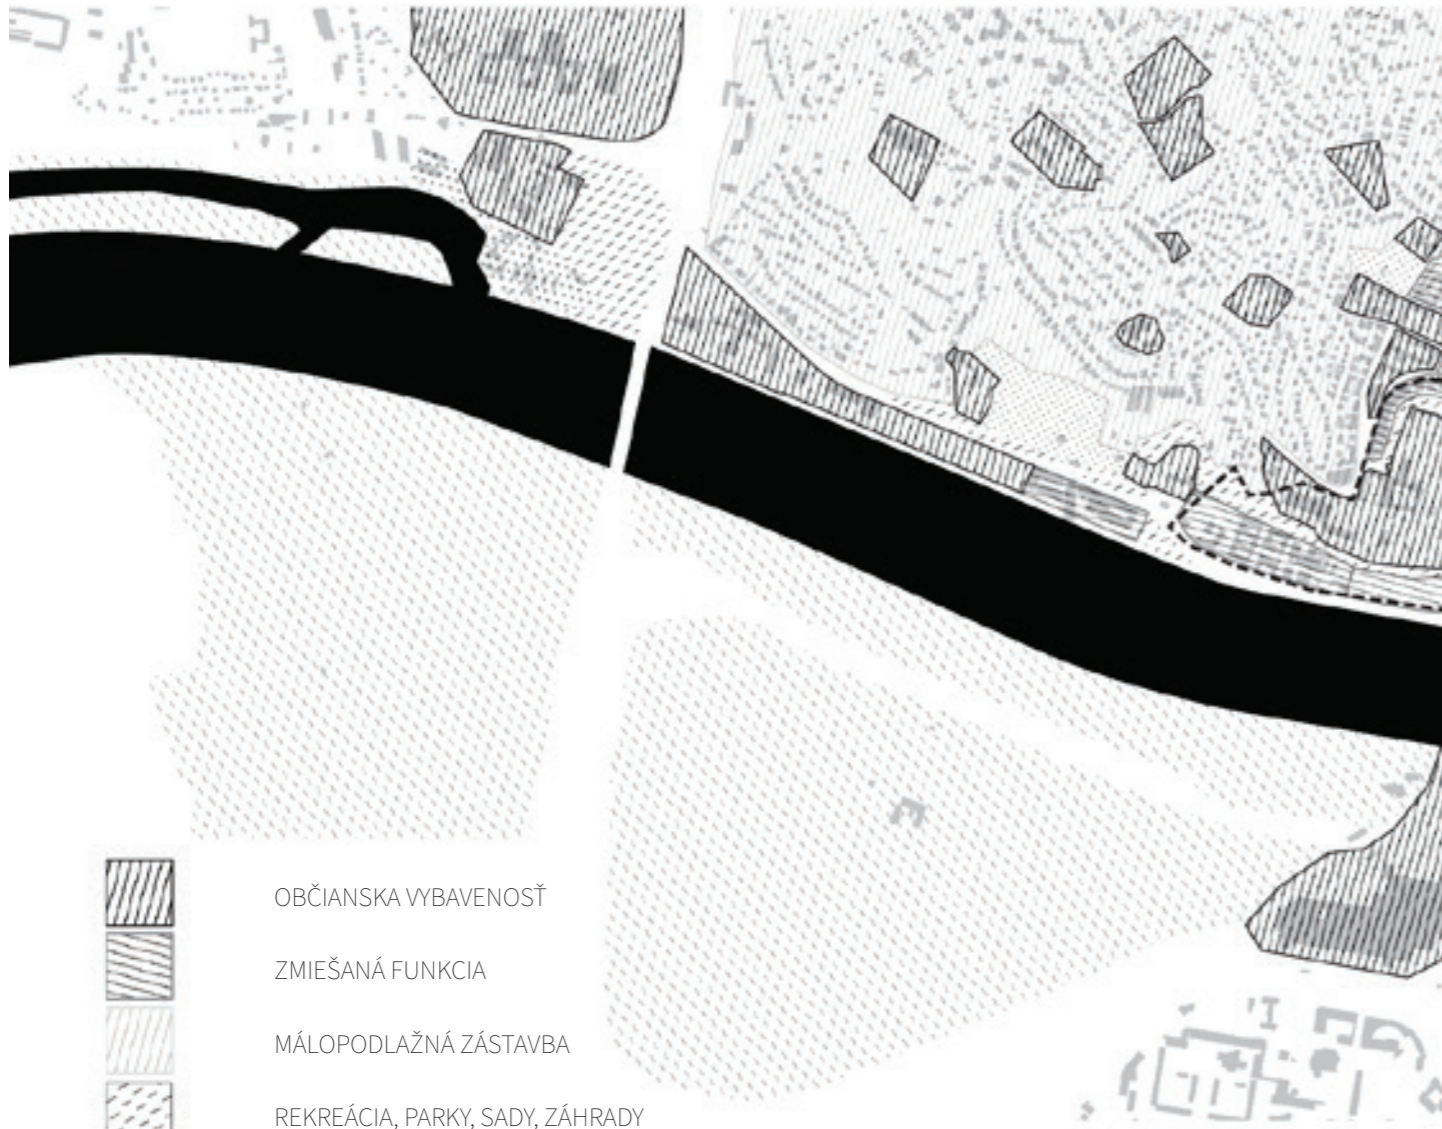 OBČIANSKA VYBAVENOSŤ
ZMIEŠANÁ FUNKCIA
MÁLOPODLAŽNÁ ZÁSTAVBA
REKREÁCIA, PARKY, SADY, ZÁHRADY